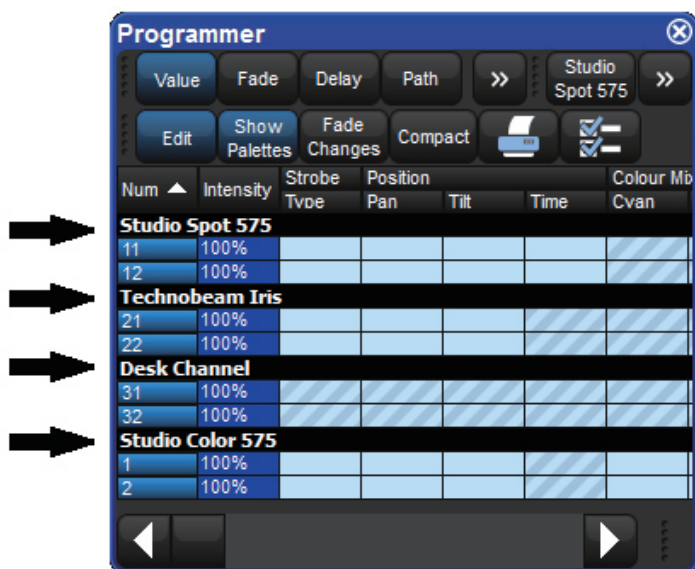 Programmer
Value Fade Delay Path » Studio Spot 575 »
Edit Show Palettes Fade Changes Compact
Num Intensity Strobe Position Colour Mix
Type Pan Tilt Time Cyan
Studio Spot 575
11 100%
12 100%
Technobeam Iris
21 100%
22 100%
Desk Channel
31 100%
32 100%
Studio Color 575
1 100%
2 100%